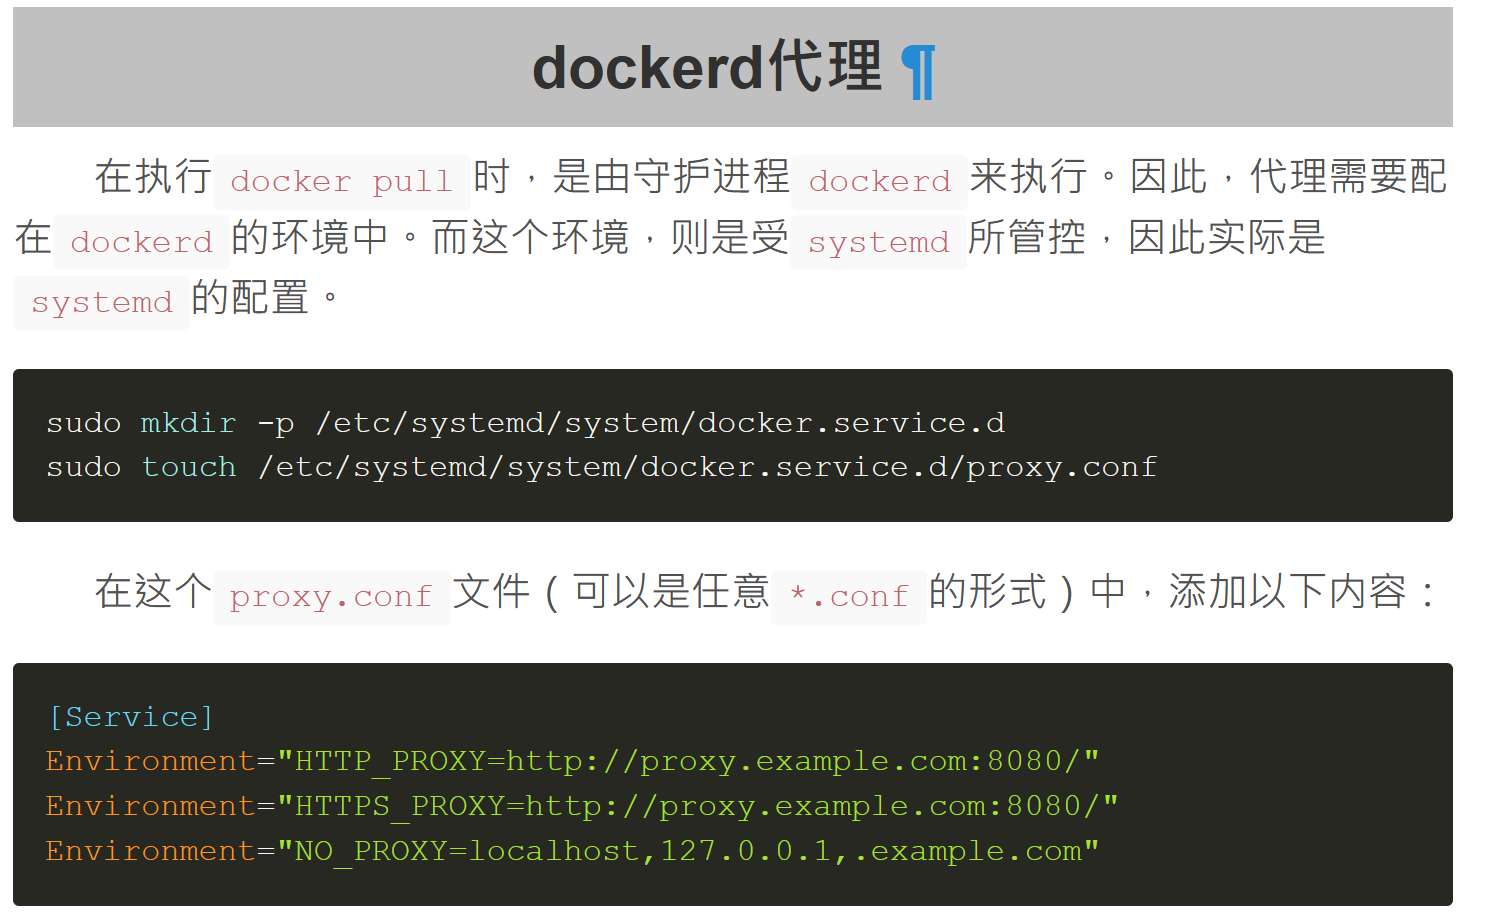 dockerd代理 ¶
在执行 docker pull 时，是由守护进程 dockerd 来执行。因此，代理需要配
在 dockerd 的环境中。而这个环境，则是受 systemd 所管控，因此实际是
systemd 的配置。
sudo mkdir -p /etc/systemd/system/docker.service.d
sudo touch /etc/systemd/system/docker.service.d/proxy.conf
在这个 proxy.conf 文件（可以是任意 *.conf 的形式）中，添加以下内容：
[Service]
Environment="HTTP_PROXY=http://proxy.example.com:8080/"
Environment="HTTPS_PROXY=http://proxy.example.com:8080/"
Environment="NO_PROXY=localhost,127.0.0.1,.example.com"